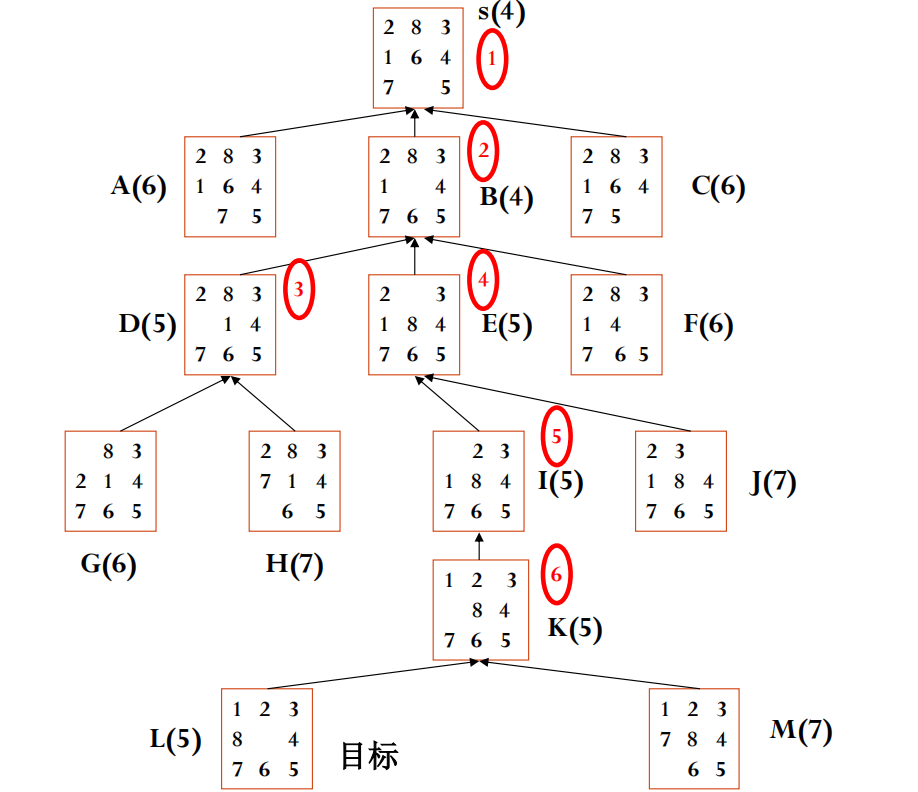 s(4)
2 8 3
1 6 4
7 5
1
A(6)
2 8 3
1 6 4
7 5
2 8 3
1 4
7 6 5
2
B(4)
2 8 3
1 6 4
7 5
C(6)
D(5)
2 8 3
1 4
7 6 5
3
2 3
1 8 4
7 6 5
4
E(5)
2 8 3
1 4
7 6 5
F(6)
8 3
2 1 4
7 6 5
G(6)
2 8 3
7 1 4
6 5
H(7)
2 3
1 8 4
7 6 5
5
I(5)
2 3
1 8 4
7 6 5
J(7)
1 2 3
8 4
7 6 5
6
K(5)
L(5)
1 2 3
8 4
7 6 5
目标
1 2 3
7 8 4
6 5
M(7)